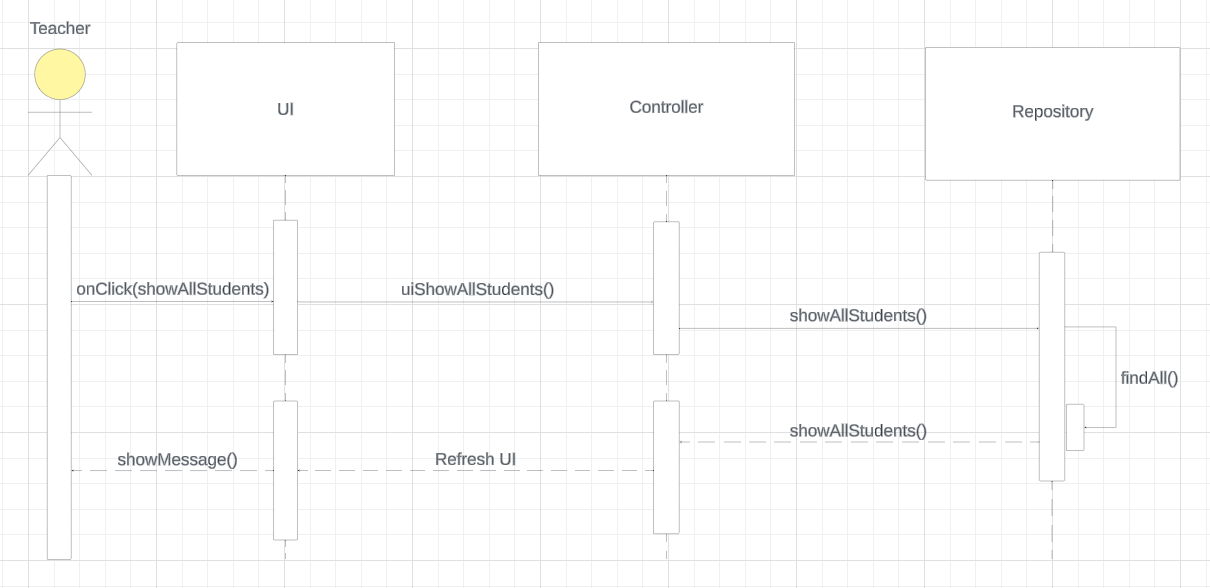 Teacher
UI
Controller
Repository
onClick(showAllStudents)
uiShowAllStudents()
showAllStudents()
findAll()
showAllStudents()
showMessage()
Refresh UI